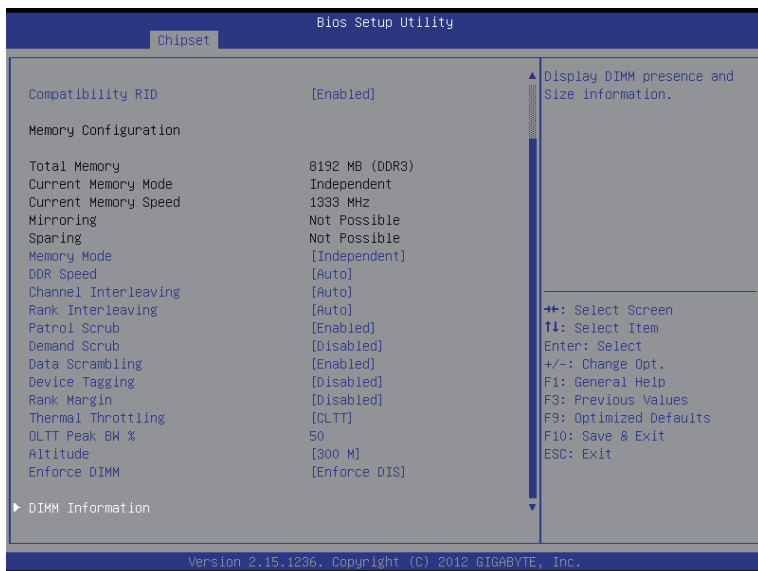 Bios Setup Utility
Chipset
Compatibility RID [Enabled]
Memory Configuration
Total Memory 8192 MB (DDR3)
Current Memory Mode Independent
Current Memory Speed 1333 MHz
Mirroring Not Possible
Sparing Not Possible
Memory Mode [Independent]
DDR Speed [Auto]
Channel Interleaving [Auto]
Rank Interleaving [Auto]
Patrol Scrub [Enabled]
Demand Scrub [Disabled]
Data Scrambling [Enabled]
Device Tagging [Disabled]
Rank Margin [Disabled]
Thermal Throttling [CLTT]
OLTT Peak BW % 50
Altitude [300 M]
Enforce DIMM [Enforce DIS]
DIMM Information
Display DIMM presence and
Size information.
→←: Select Screen
↑↓: Select Item
Enter: Select
+/-: Change Opt.
F1: General Help
F3: Previous Values
F9: Optimized Defaults
F10: Save & Exit
ESC: Exit
Version 2.15.1236. Copyright (C) 2012 GIGABYTE, Inc.